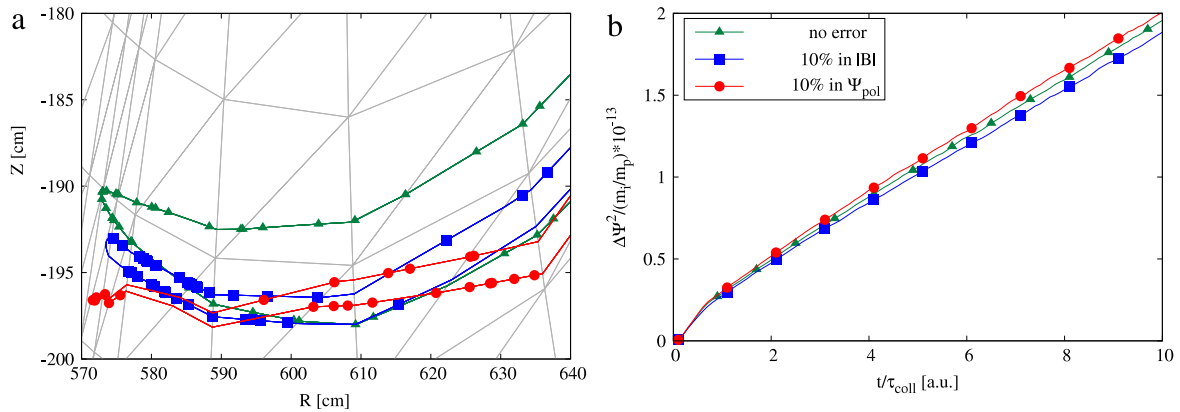 a
-180
-185
-190
-195
-200
Z [cm]
570 580 590 600 610 620 630 640
R [cm]
b
2
1.5
1
0.5
0
ΔΨ²/(mᵢ/mₚ)*10⁻¹³
no error
10% in |B|
10% in Ψ_pol
0 2 4 6 8 10
t/τ_coll [a.u.]